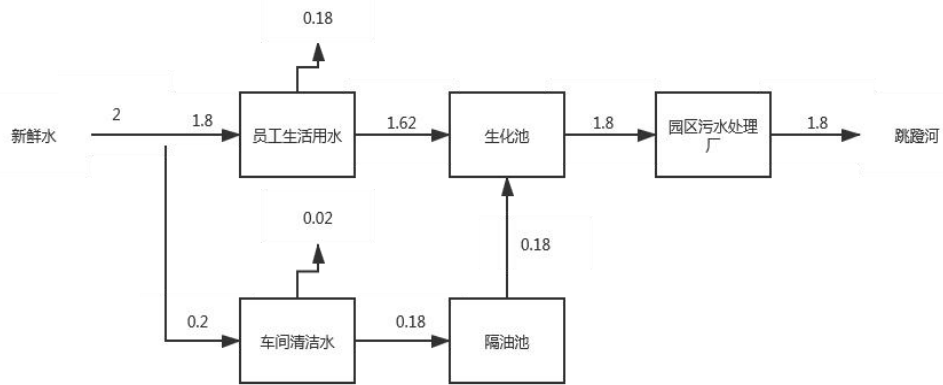 0.18
新鲜水
2
1.8
员工生活用水
1.62
生化池
1.8
园区污水处理
厂
1.8
跳蹬河
0.02
0.18
0.2
车间清洁水
0.18
隔油池